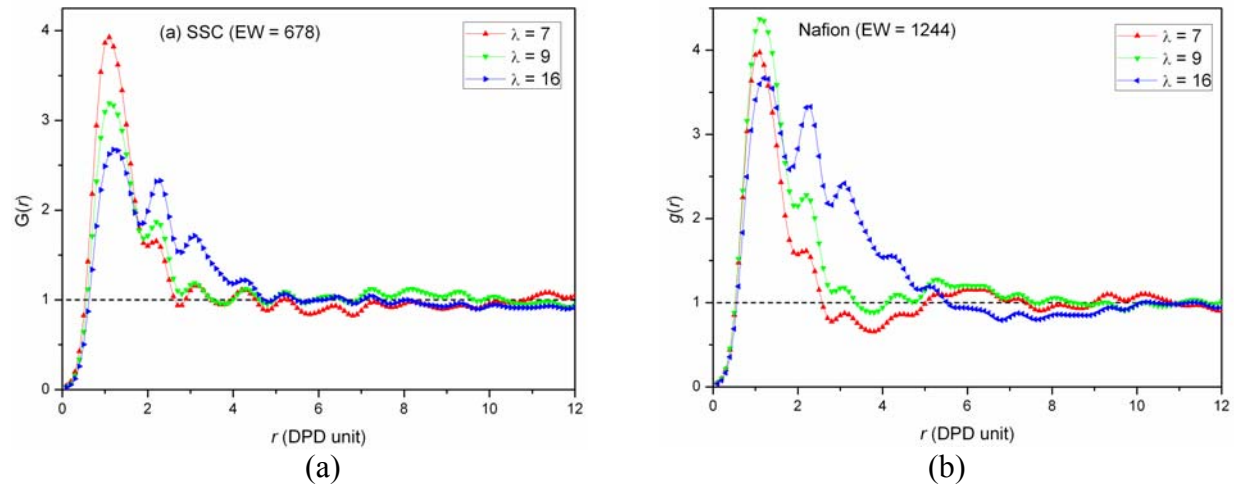 (a) SSC (EW = 678)
λ = 7
λ = 9
λ = 16
G(r)
4
3
2
1
0
0 2 4 6 8 10 12
r (DPD unit)
(a)
Nafion (EW = 1244)
λ = 7
λ = 9
λ = 16
g(r)
4
3
2
1
0
0 2 4 6 8 10 12
r (DPD unit)
(b)